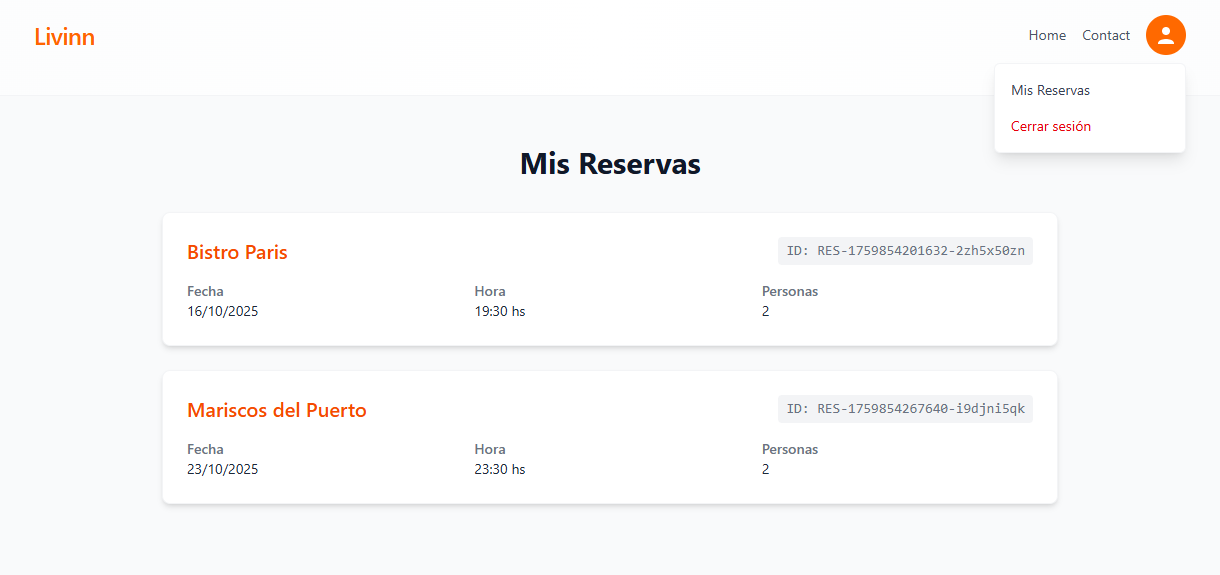 Livinn
Home Contact
Mis Reservas
Cerrar sesión
Mis Reservas
Bistro Paris
ID: RES-1759854201632-2zh5x50zn
Fecha Hora Personas
16/10/2025 19:30 hs 2
Mariscos del Puerto
ID: RES-1759854267640-i9djni5qk
Fecha Hora Personas
23/10/2025 23:30 hs 2